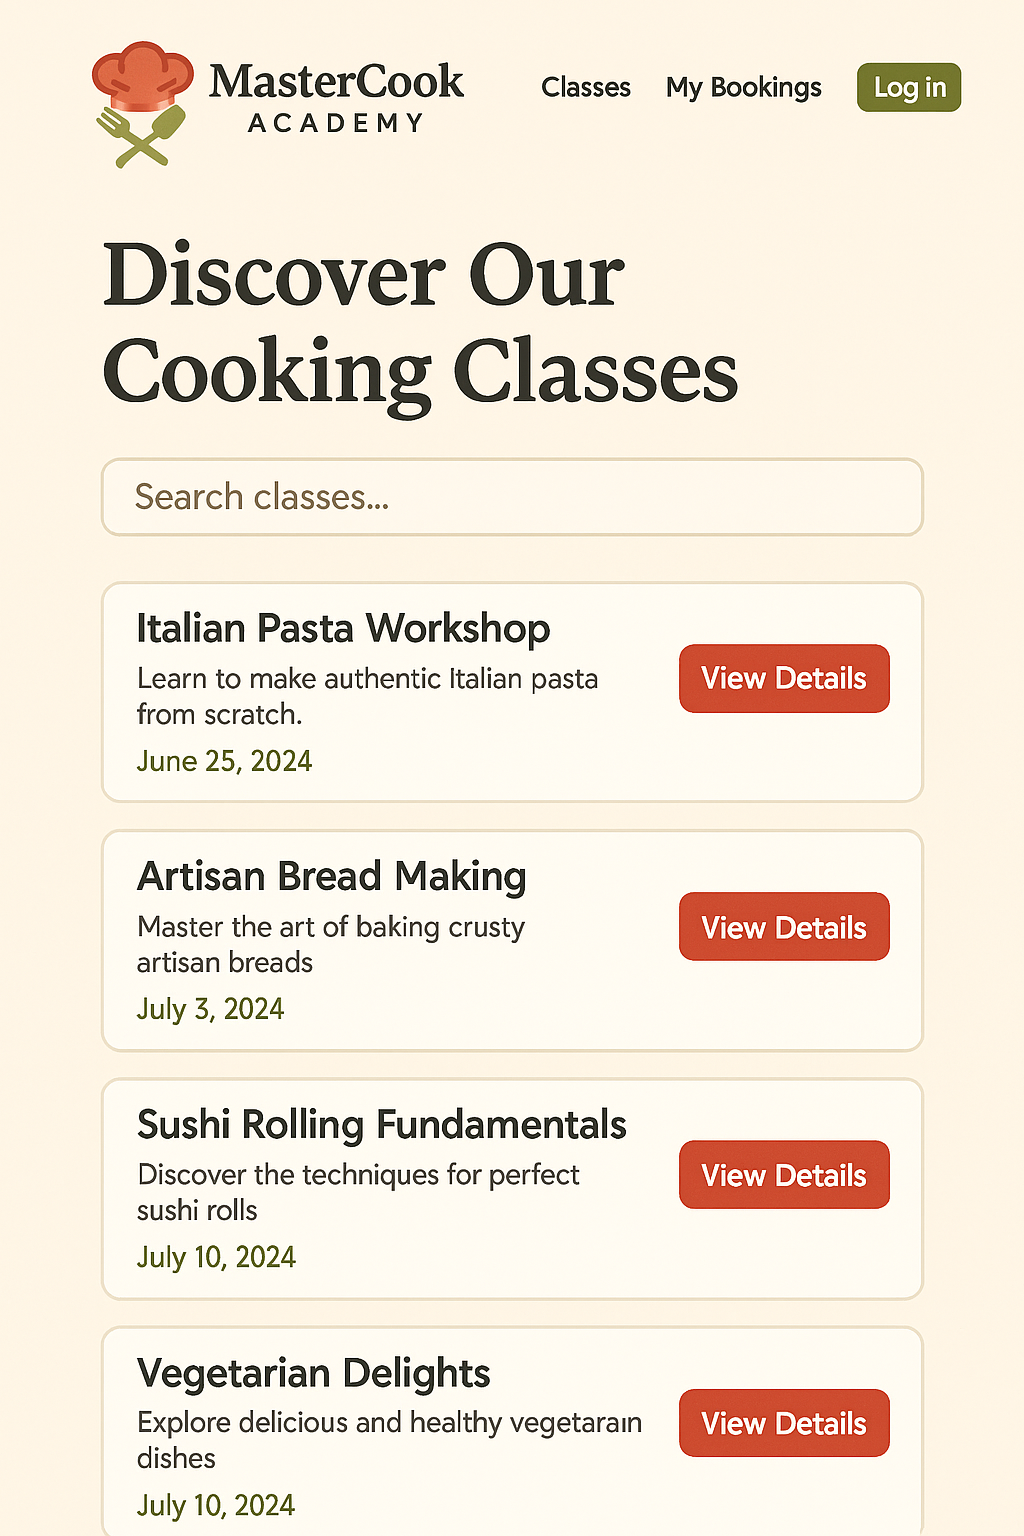 MasterCook
ACADEMY
Classes
My Bookings
Log in
Discover Our
Cooking Classes
Search classes...
Italian Pasta Workshop
Learn to make authentic Italian pasta
from scratch.
June 25, 2024
View Details
Artisan Bread Making
Master the art of baking crusty
artisan breads
July 3, 2024
View Details
Sushi Rolling Fundamentals
Discover the techniques for perfect
sushi rolls
July 10, 2024
View Details
Vegetarian Delights
Explore delicious and healthy vegetaraın
dishes
July 10, 2024
View Details